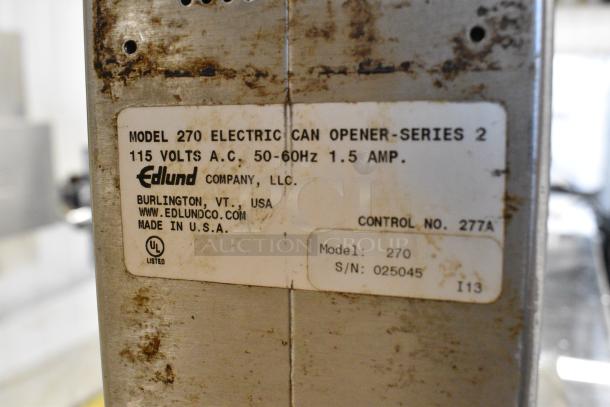 MODEL 270 ELECTRIC CAN OPENER-SERIES 2
115 VOLTS A.C. 50-60Hz 1.5 AMP.
Edlund COMPANY, LLC.
BURLINGTON, VT., USA
WWW.EDLUNDCO.COM
MADE IN U.S.A.
CONTROL NO. 277A
UL
LISTED
Model: 270
S/N: 025045
I13
AUCTION GROUP